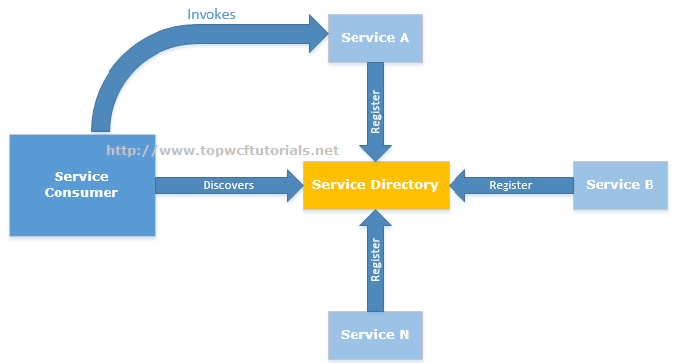 Invokes
Service A
Register
http://www.topwcftutorials.net
Service
Consumer
Discovers
Service Directory
Register
Service B
Register
Service N